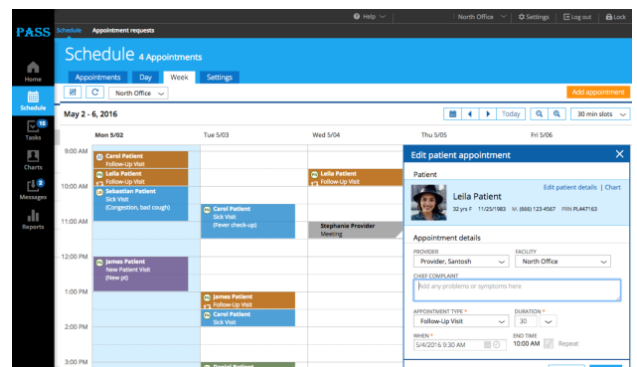 Help
North Office
Settings
Log out
Lock
PASS
Schedule
Appointment requests
Schedule 4 Appointments
Appointments
Day
Week
Settings
North Office
Add appointment
May 2 - 6, 2016
Today
30 min slots
Home
Schedule
Tasks
Charts
Messages
2
Reports
Mon 5/02
Tue 5/03
Wed 5/04
Thu 5/05
Fri 5/06
9:00 AM
10:00 AM
11:00 AM
12:00 PM
1:00 PM
2:00 PM
3:00 PM
Carol Patient
Follow-Up Visit
Leila Patient
Follow-Up Visit
Sebastian Patient
Sick Visit
(Congestion, bad cough)
James Patient
New Patient Visit
(New pt)
Carol Patient
Sick Visit
(Fever check-up)
James Patient
Follow-Up Visit
Carol Patient
Sick Visit
Daniel Patient
Leila Patient
Follow-Up Visit
Stephanie Provider
Meeting
Edit patient appointment
Patient
Edit patient details | Chart
Leila Patient
32 yrs F 11/25/1983 M: (666) 123-4567 PRN PL447163
Appointment details
PROVIDER
FACILITY
Provider, Santosh
North Office
CHIEF COMPLAINT
Add any problems or symptoms here
APPOINTMENT TYPE *
DURATION *
Follow-Up Visit
30
WHEN *
END TIME
5/4/2016 9:30 AM
10:00 AM
Repeat